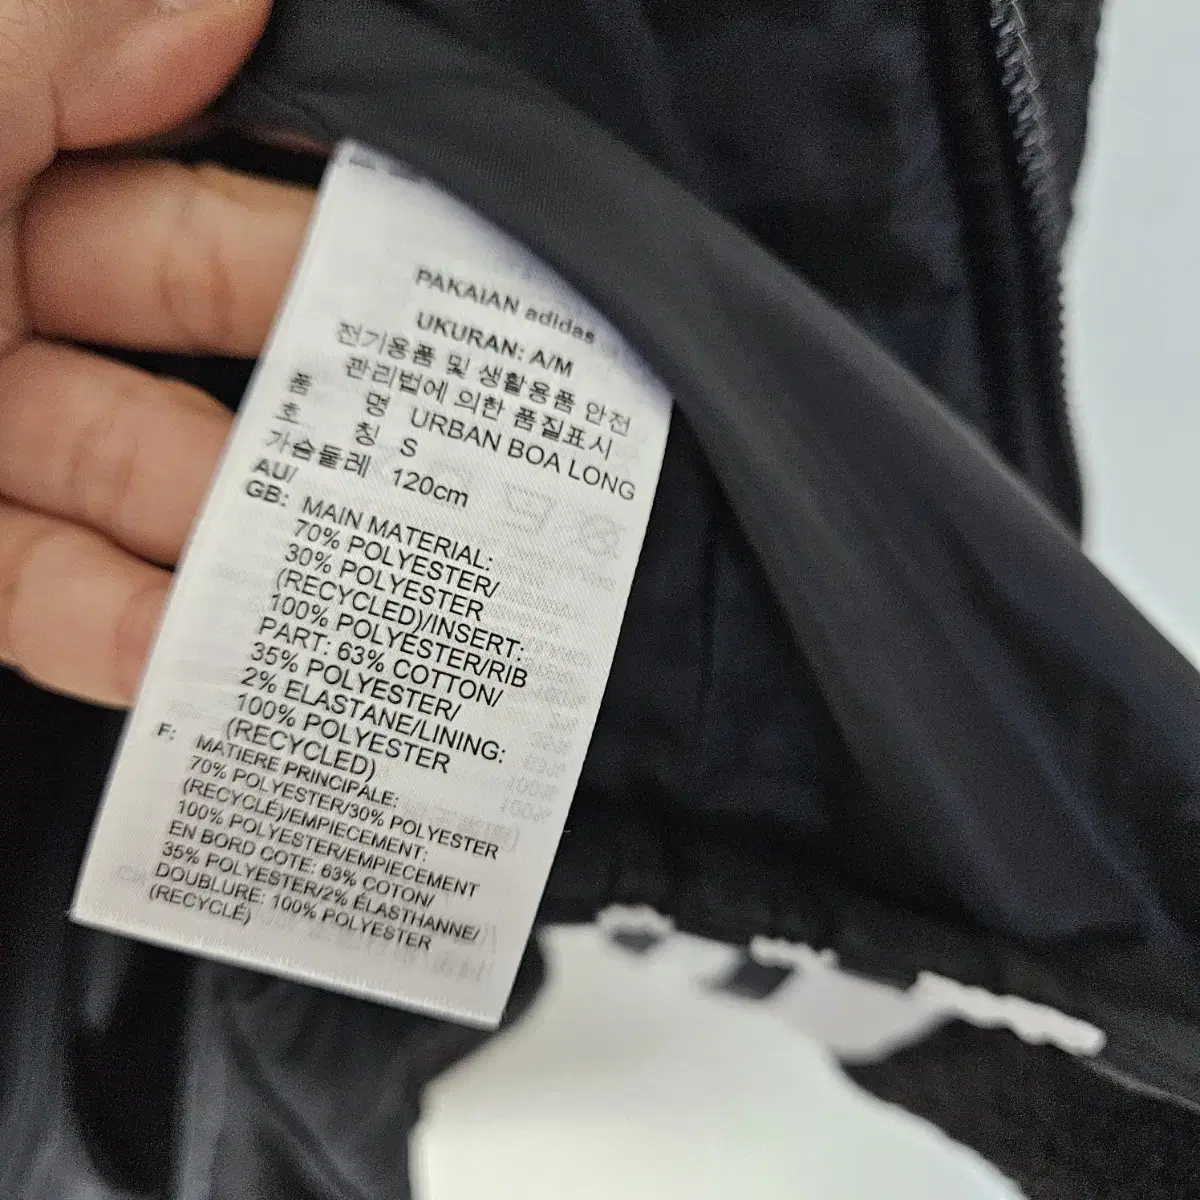 PAKAIAN adidas
UKURAN: A/M
전기용품 및 생활용품 안전
관리법에 의한 품질표시
품 명 URBAN BOA LONG
호 칭 S
가슴둘레 120cm
AU/
GB: MAIN MATERIAL:
70% POLYESTER/
30% POLYESTER
(RECYCLED)/INSERT:
100% POLYESTER/RIB
PART: 63% COTTON/
35% POLYESTER/
2% ELASTANE/LINING:
100% POLYESTER
(RECYCLED)
F: MATIERE PRINCIPALE:
70% POLYESTER/30% POLYESTER
(RECYCLÉ)/EMPIECEMENT:
100% POLYESTER/EMPIECEMENT
EN BORD COTE: 63% COTON/
35% POLYESTER/2% ÉLASTHANNE/
DOUBLURE: 100% POLYESTER
(RECYCLÉ)